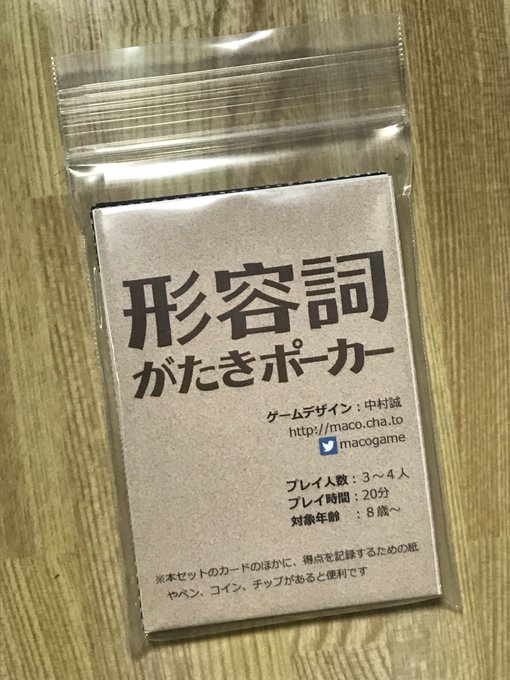 形容詞
がたきポーカー
ゲームデザイン：中村誠
http://maco.cha.to
macogame
プレイ人数：３～４人
プレイ時間：20分
対象年齢　：８歳～
※本セットのカードのほかに、得点を記録するための紙
やペン、コイン、チップがあると便利です